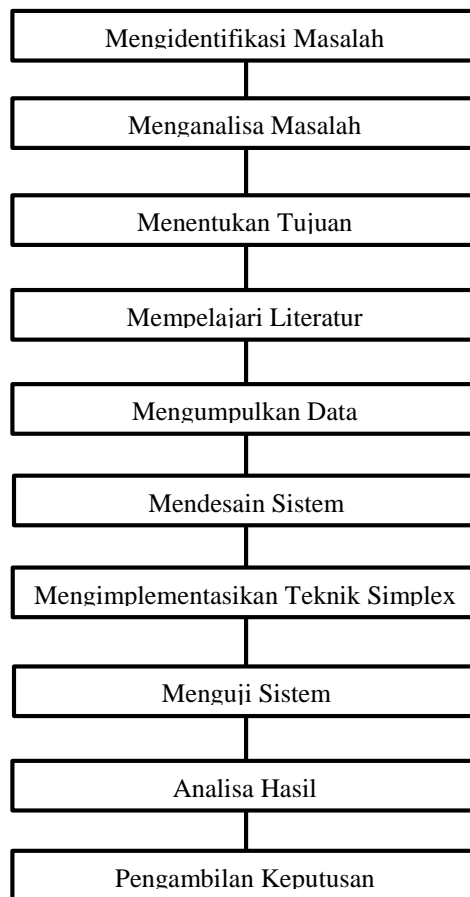 Mengidentifikasi Masalah
Menganalisa Masalah
Menentukan Tujuan
Mempelajari Literatur
Mengumpulkan Data
Mendesain Sistem
Mengimplementasikan Teknik Simplex
Menguji Sistem
Analisa Hasil
Pengambilan Keputusan